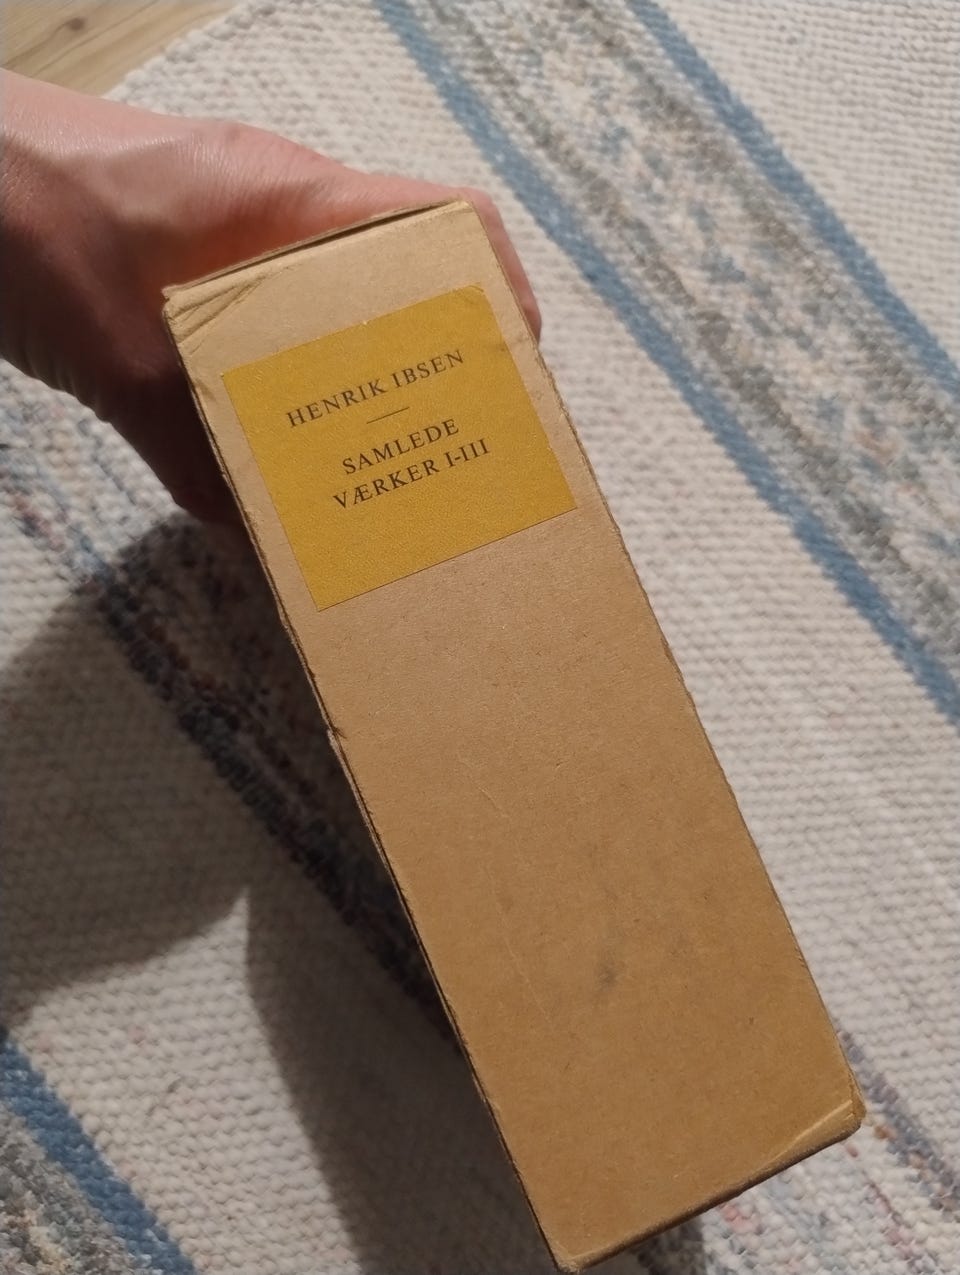 HENRIK IBSEN
SAMLEDE
VÆRKER I-III